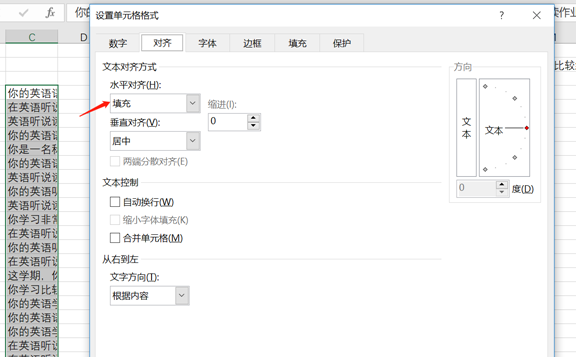 fx 你的
C D
设置单元格格式 ? ×
数字 对齐 字体 边框 填充 保护
文本对齐方式
水平对齐(H):
填充
缩进(I):
0
垂直对齐(V):
居中
两端分散对齐(E)
文本控制
自动换行(W)
缩小字体填充(K)
合并单元格(M)
从右到左
文字方向(T):
根据内容
方向
文本
文本
0 度(D)
你的英语
在英语听说
英语听说读
你的英语
你是一名和
你的英语
英语听说
你的英语
英语听说
你学习非常
在英语听说
你的英语
在英语听说
这学期，你
你学习比较
你的英语学
你的英语学
你的英语学
在英语听说
在英语听说
作业
比较